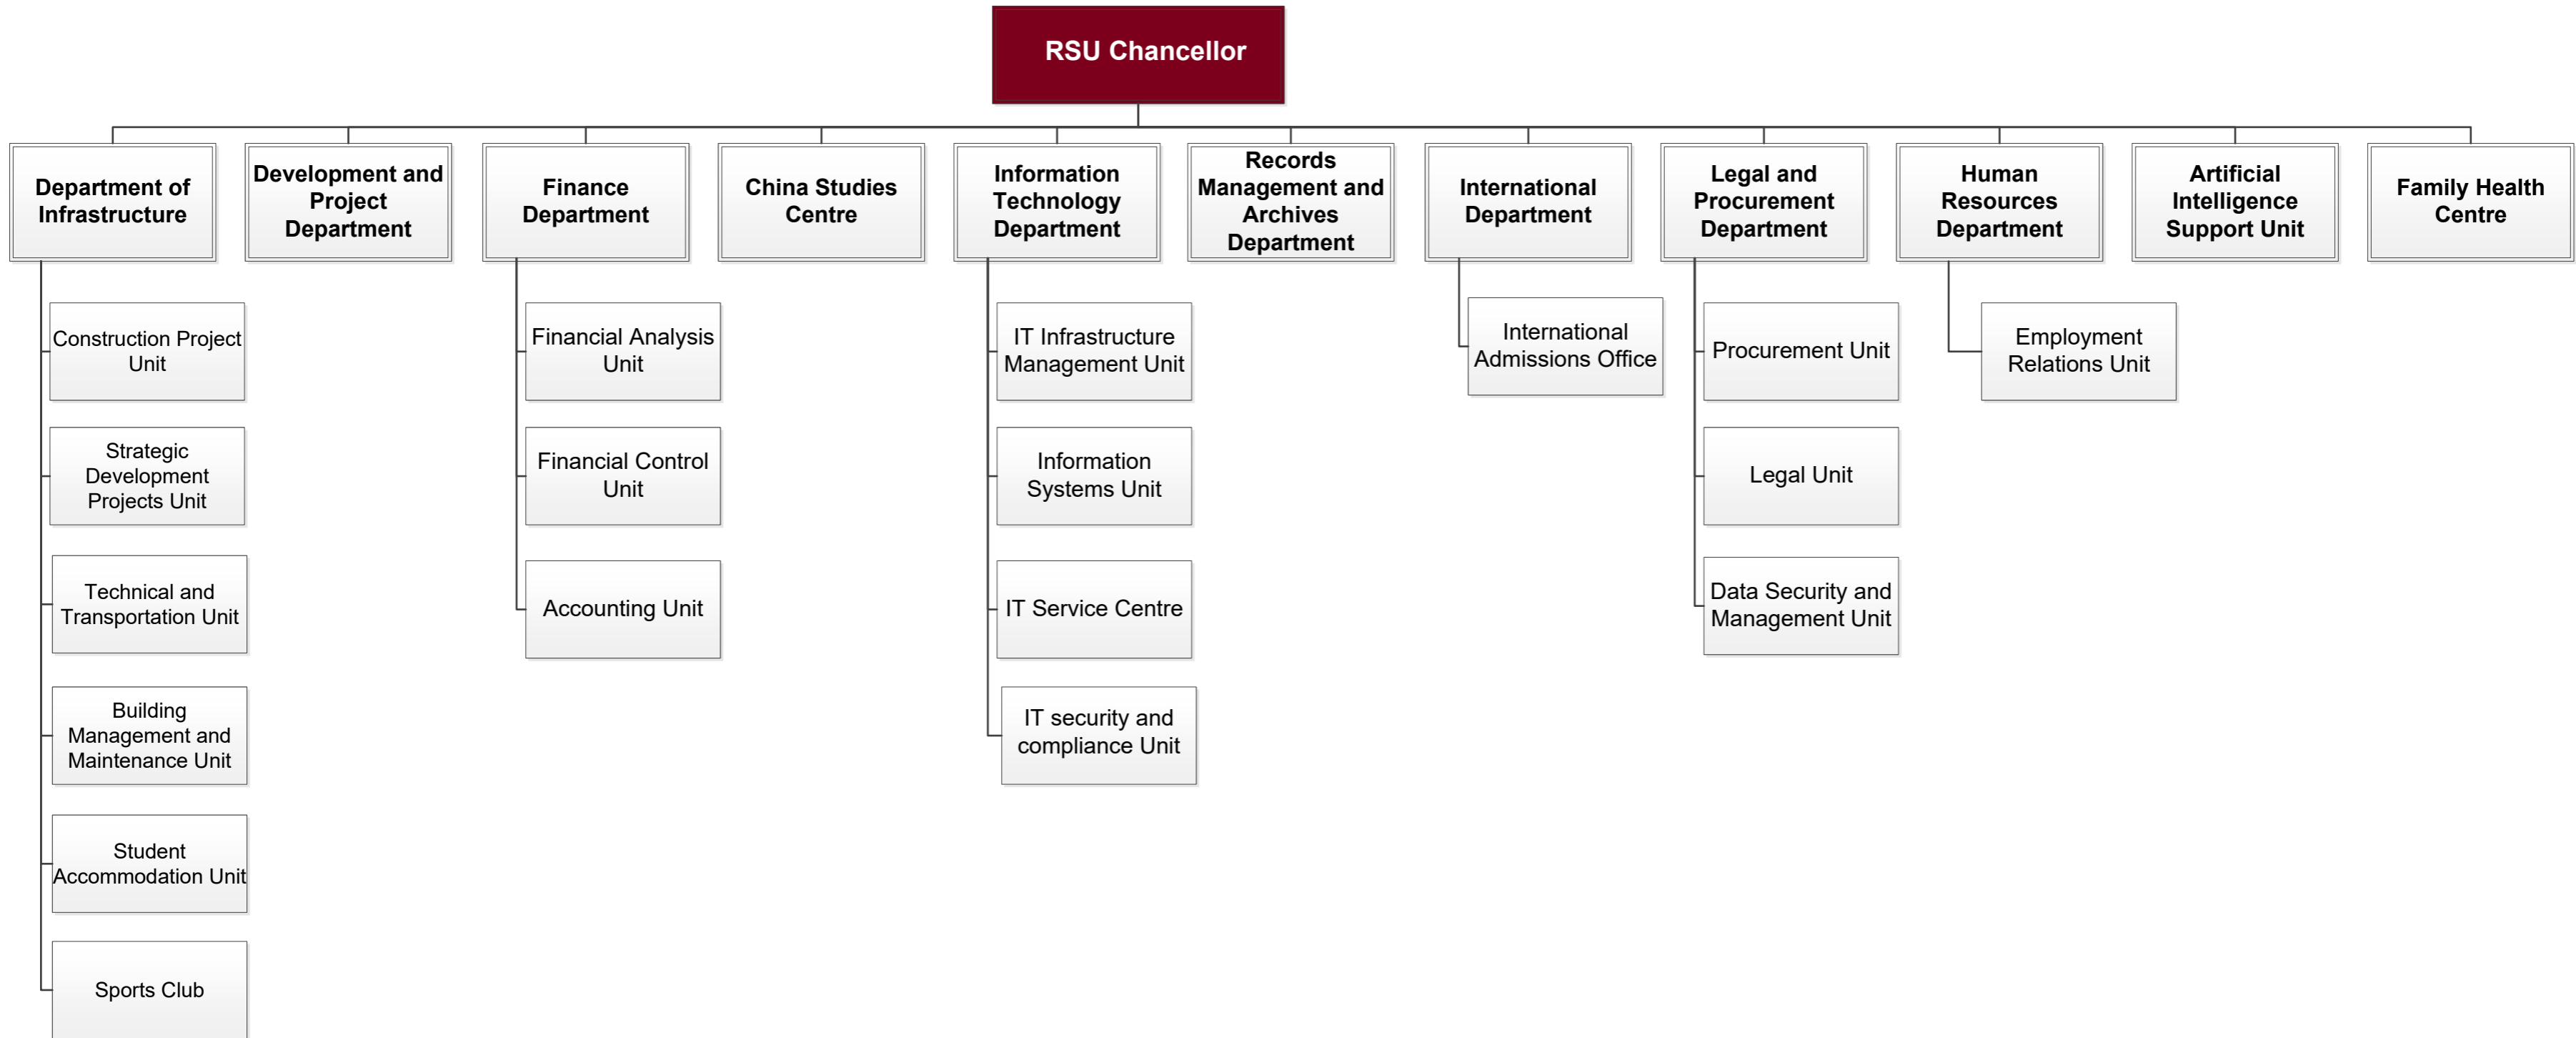 RSU Chancellor
Department of
Infrastructure
Development and
Project
Department
Finance
Department
China Studies
Centre
Information
Technology
Department
Records
Management and
Archives
Department
International
Department
Legal and
Procurement
Department
Human
Resources
Department
Artificial
Intelligence
Support Unit
Family Health
Centre
Construction Project
Unit
Strategic
Development
Projects Unit
Technical and
Transportation Unit
Building
Management and
Maintenance Unit
Student
Accommodation Unit
Sports Club
Financial Analysis
Unit
Financial Control
Unit
Accounting Unit
IT Infrastructure
Management Unit
Information
Systems Unit
IT Service Centre
IT security and
compliance Unit
International
Admissions Office
Procurement Unit
Legal Unit
Data Security and
Management Unit
Employment
Relations Unit